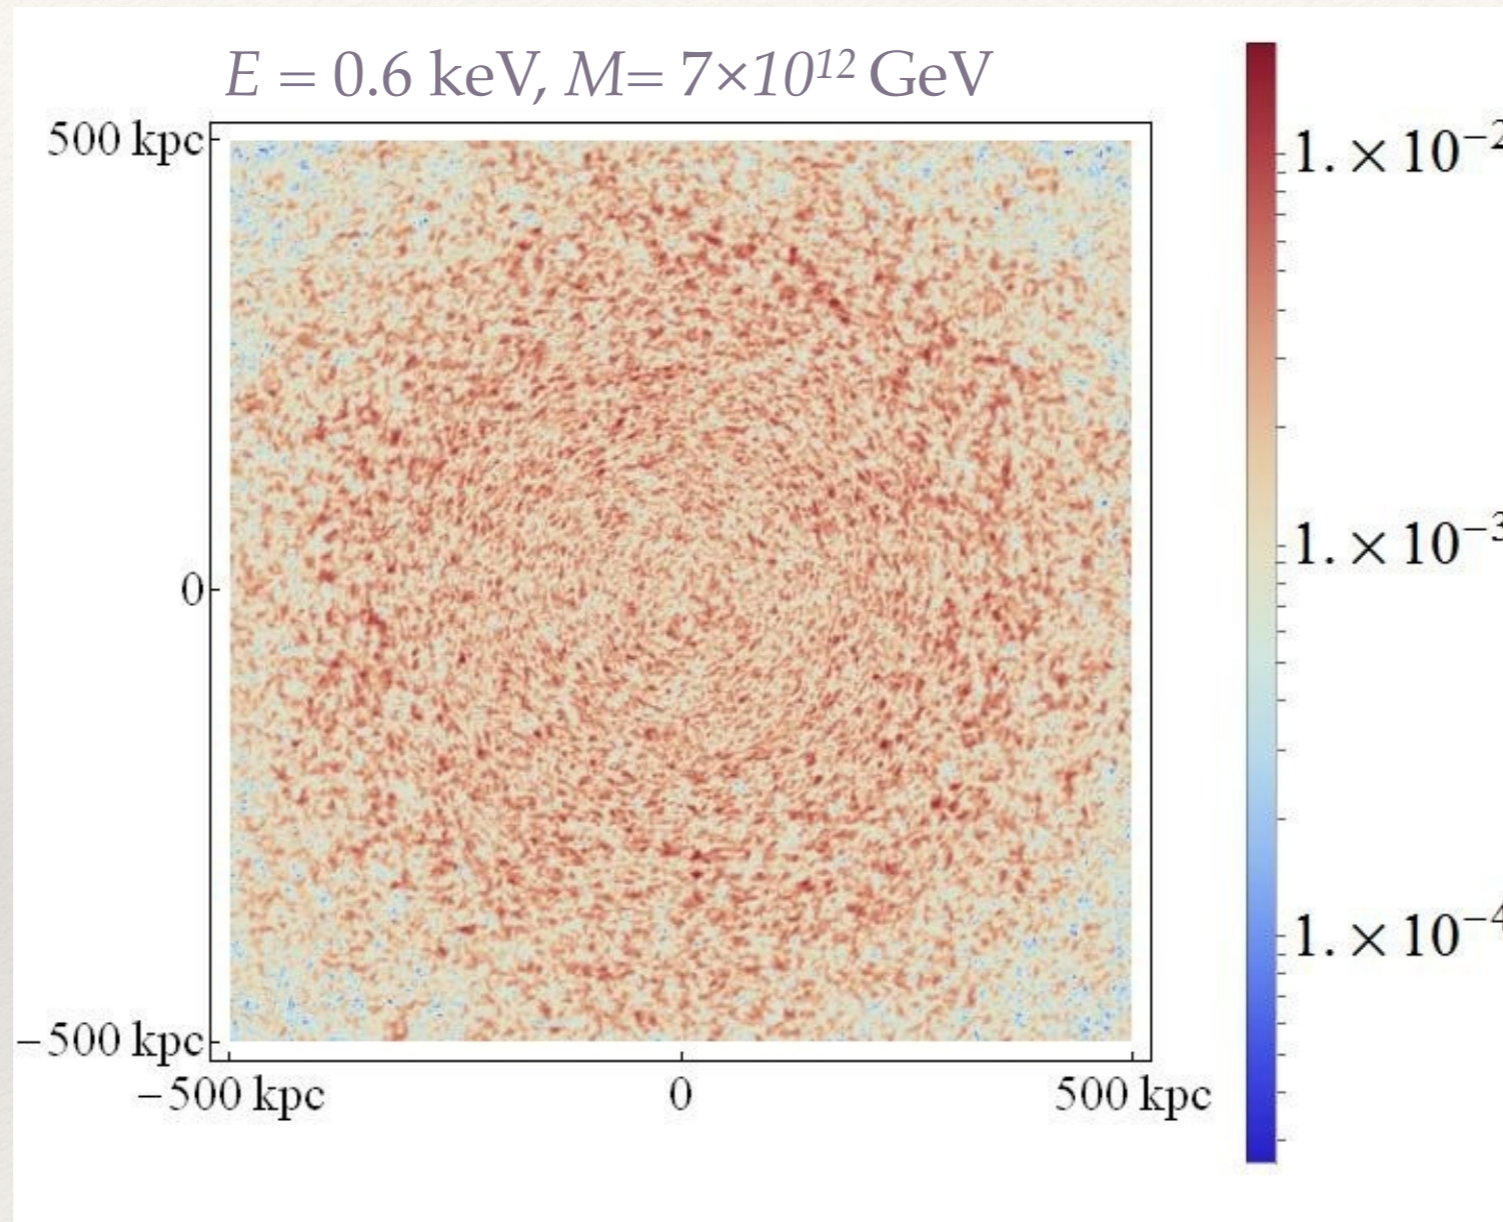 E = 0.6 keV, M= 7×10¹² GeV
500 kpc
0
−500 kpc
−500 kpc
0
500 kpc
1.×10⁻²
1.×10⁻³
1.×10⁻⁴